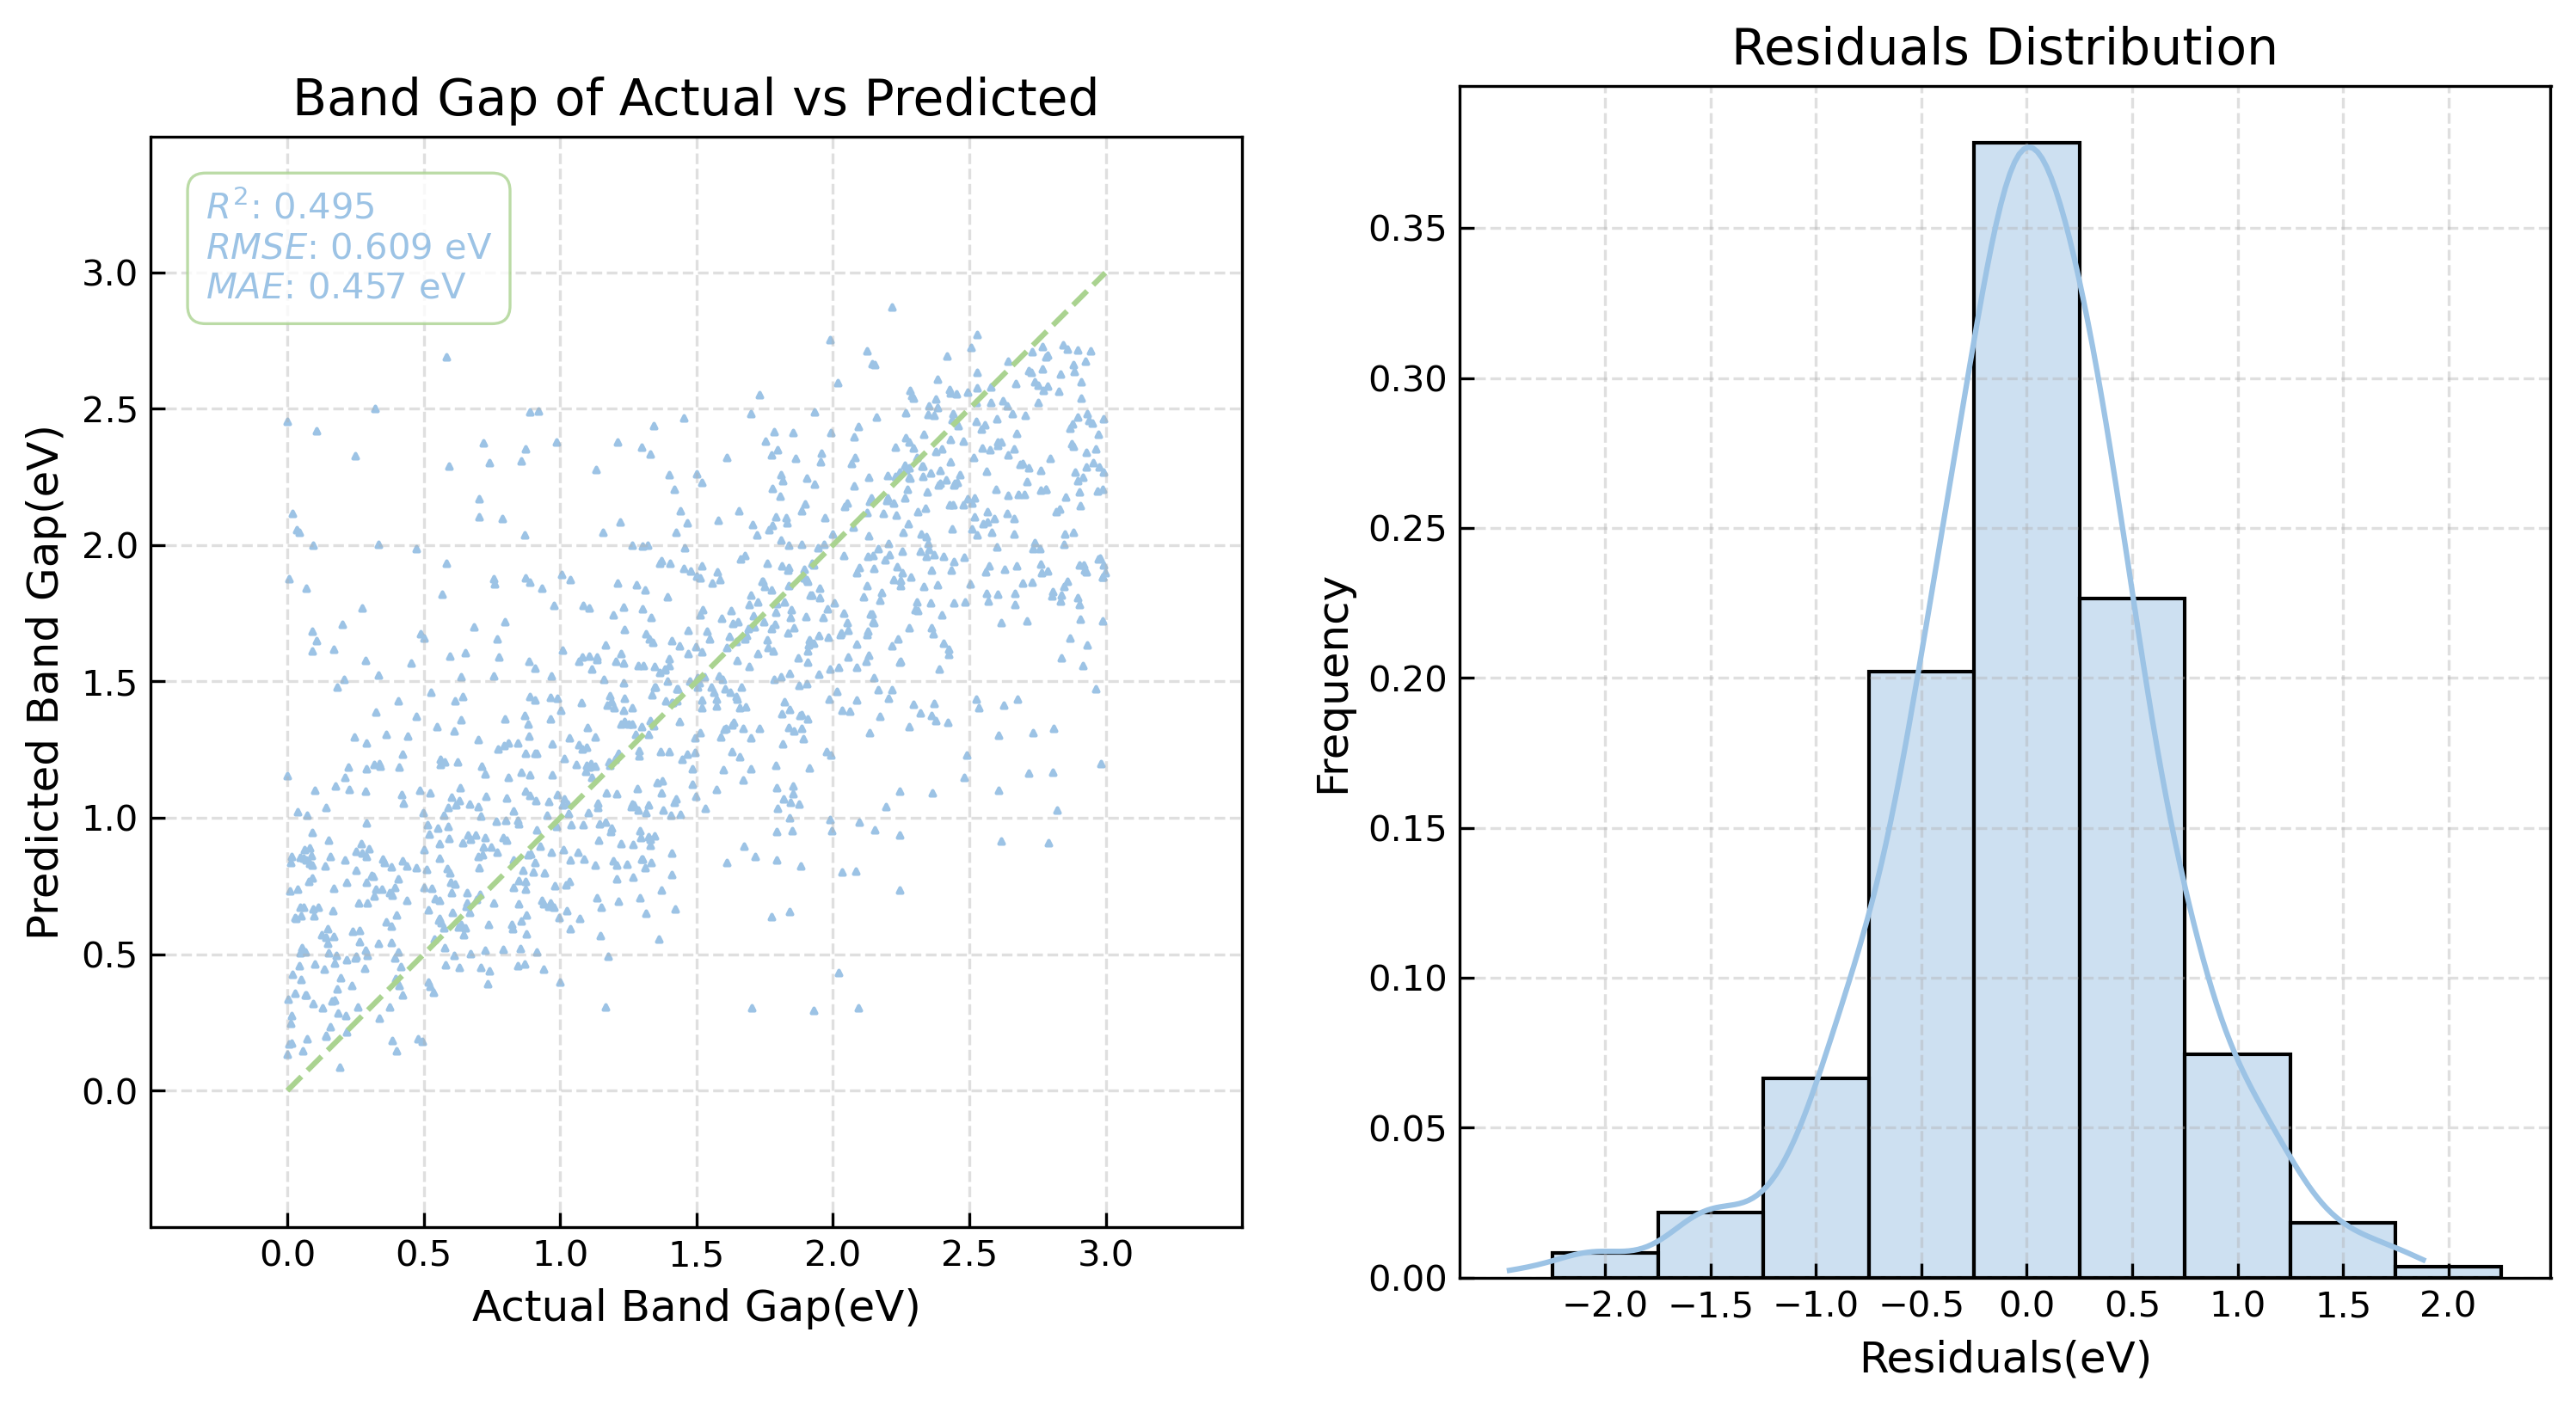 Band Gap of Actual vs Predicted
R²: 0.495
RMSE: 0.609 eV
MAE: 0.457 eV
Predicted Band Gap(eV)
3.0
2.5
2.0
1.5
1.0
0.5
0.0
0.0 0.5 1.0 1.5 2.0 2.5 3.0
Actual Band Gap(eV)
Residuals Distribution
Frequency
0.35
0.30
0.25
0.20
0.15
0.10
0.05
0.00
−2.0 −1.5 −1.0 −0.5 0.0 0.5 1.0 1.5 2.0
Residuals(eV)